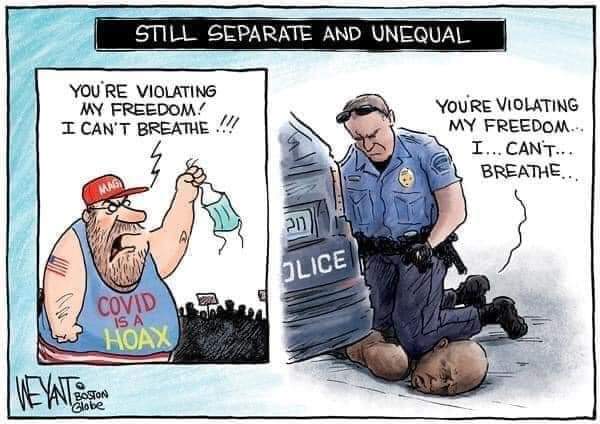 STILL SEPARATE AND UNEQUAL
YOU'RE VIOLATING
MY FREEDOM!
I CAN'T BREATHE !!!
MAGA
COVID
IS A
HOAX
YOU'RE VIOLATING
MY FREEDOM...
I... CAN'T...
BREATHE...
211
OLICE
WEYANT ©
BOSTON
Globe